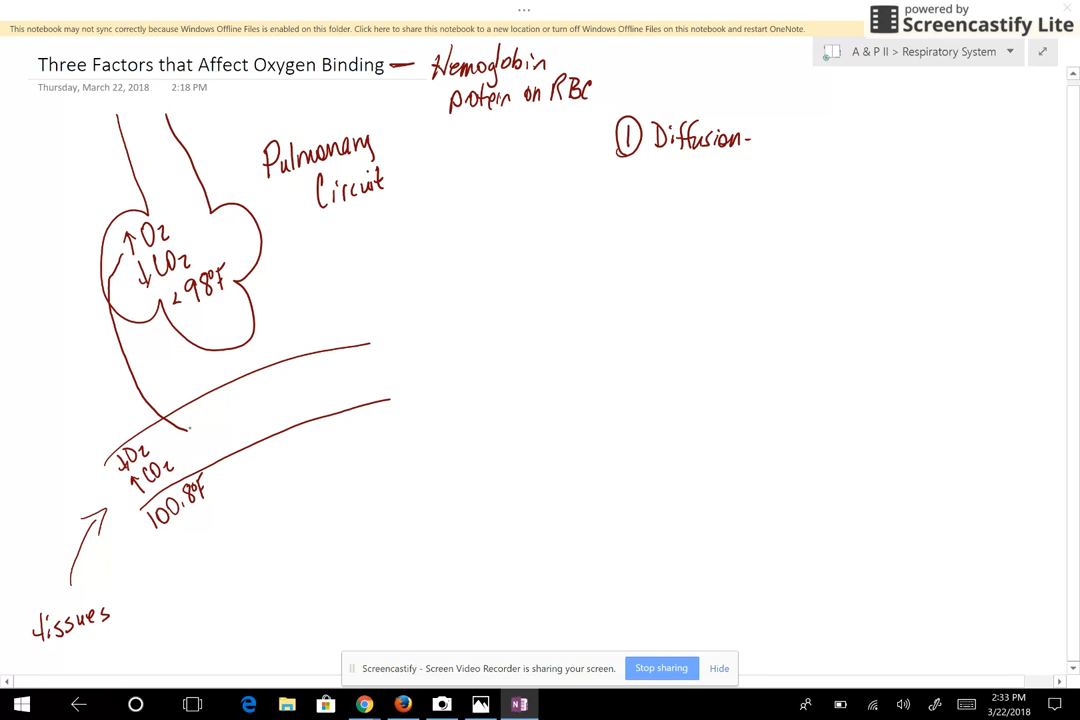 powered by
Screencastify Lite
This notebook may not sync correctly because Windows Offline Files is enabled on this folder. Click here to share this notebook to a new location or turn off Windows Offline Files on this notebook and restart OneNote.
A & P II > Respiratory System
Three Factors that Affect Oxygen Binding - Hemoglobin
protein on RBC
Thursday, March 22, 2018 2:18 PM
① Diffusion-
Pulmonary
Circuit
↑O2
↓CO2
<98°F
↓O2
↑CO2
100.8°F
tissues
Screencastify - Screen Video Recorder is sharing your screen.
Stop sharing
Hide
2:33 PM
3/22/2018